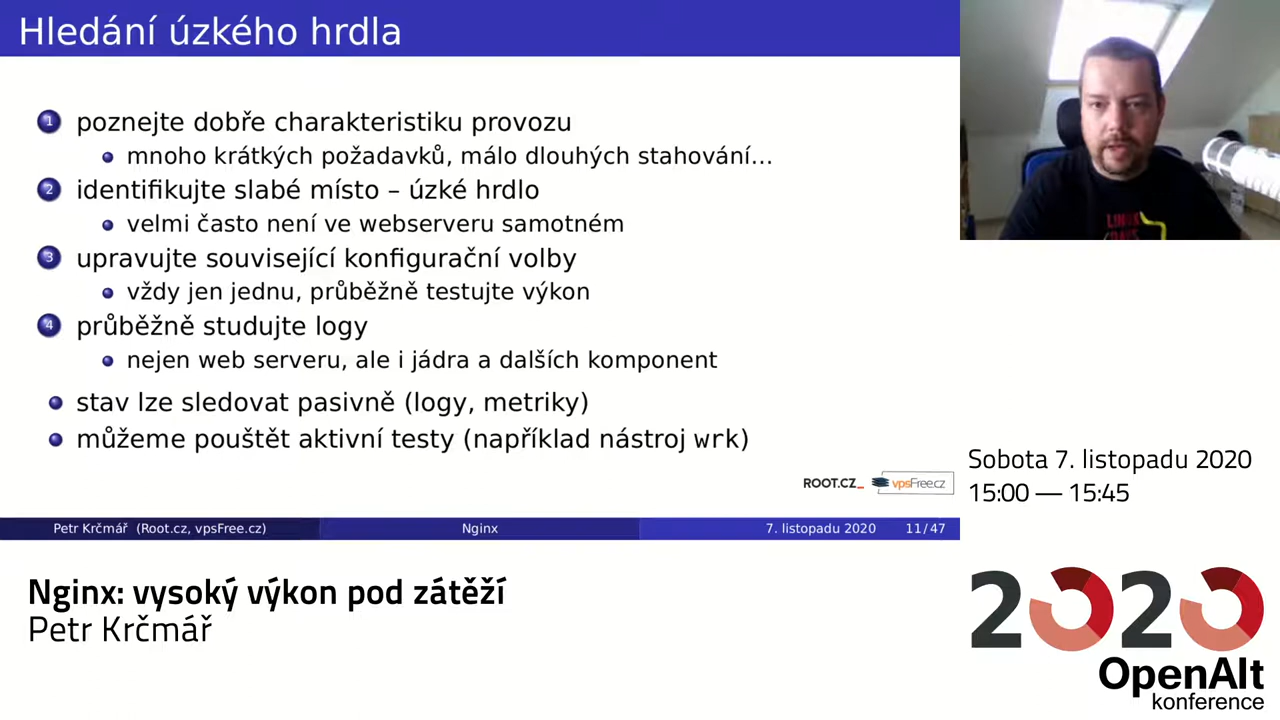 Hledání úzkého hrdla
1 poznejte dobře charakteristiku provozu
mnoho krátkých požadavků, málo dlouhých stahování...
2 identifikujte slabé místo – úzké hrdlo
velmi často není ve webserveru samotném
3 upravujte související konfigurační volby
vždy jen jednu, průběžně testujte výkon
4 průběžně studujte logy
nejen web serveru, ale i jádra a dalších komponent
stav lze sledovat pasivně (logy, metriky)
můžeme pouštět aktivní testy (například nástroj wrk)
ROOT.CZ_ vpsFree.cz
Petr Krčmář (Root.cz, vpsFree.cz) Nginx 7. listopadu 2020 11/47
Sobota 7. listopadu 2020
15:00 — 15:45
Nginx: vysoký výkon pod zátěží
Petr Krčmář
2020
OpenAlt
konference